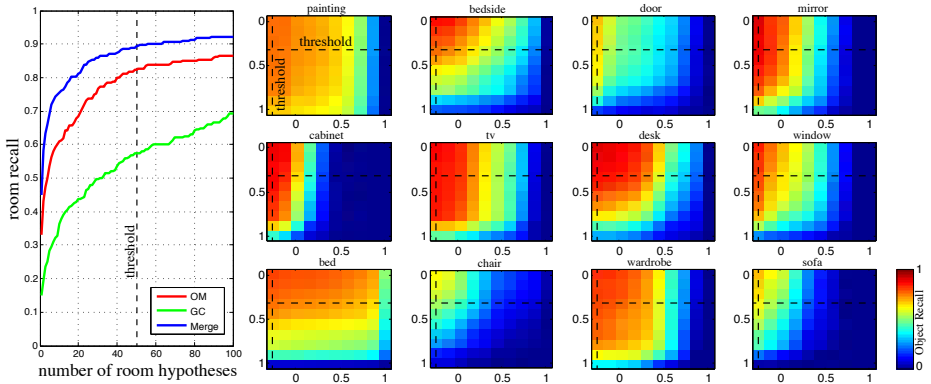 painting bedside door mirror
1
0.9
0.8
0.7
0.6
0.5
0.4
0.3
0.2
0.1
0
room recall
threshold
OM
GC
Merge
0 20 40 60 80 100
number of room hypotheses
0
0.5
1
threshold
threshold
0 0.5 1
0
0.5
1
0 0.5 1
0
0.5
1
0 0.5 1
0
0.5
1
0 0.5 1
cabinet tv desk window
0
0.5
1
0 0.5 1
0
0.5
1
0 0.5 1
0
0.5
1
0 0.5 1
0
0.5
1
0 0.5 1
bed chair wardrobe sofa
0
0.5
1
0 0.5 1
0
0.5
1
0 0.5 1
0
0.5
1
0 0.5 1
0
0.5
1
0 0.5 1
1
Object Recall
0